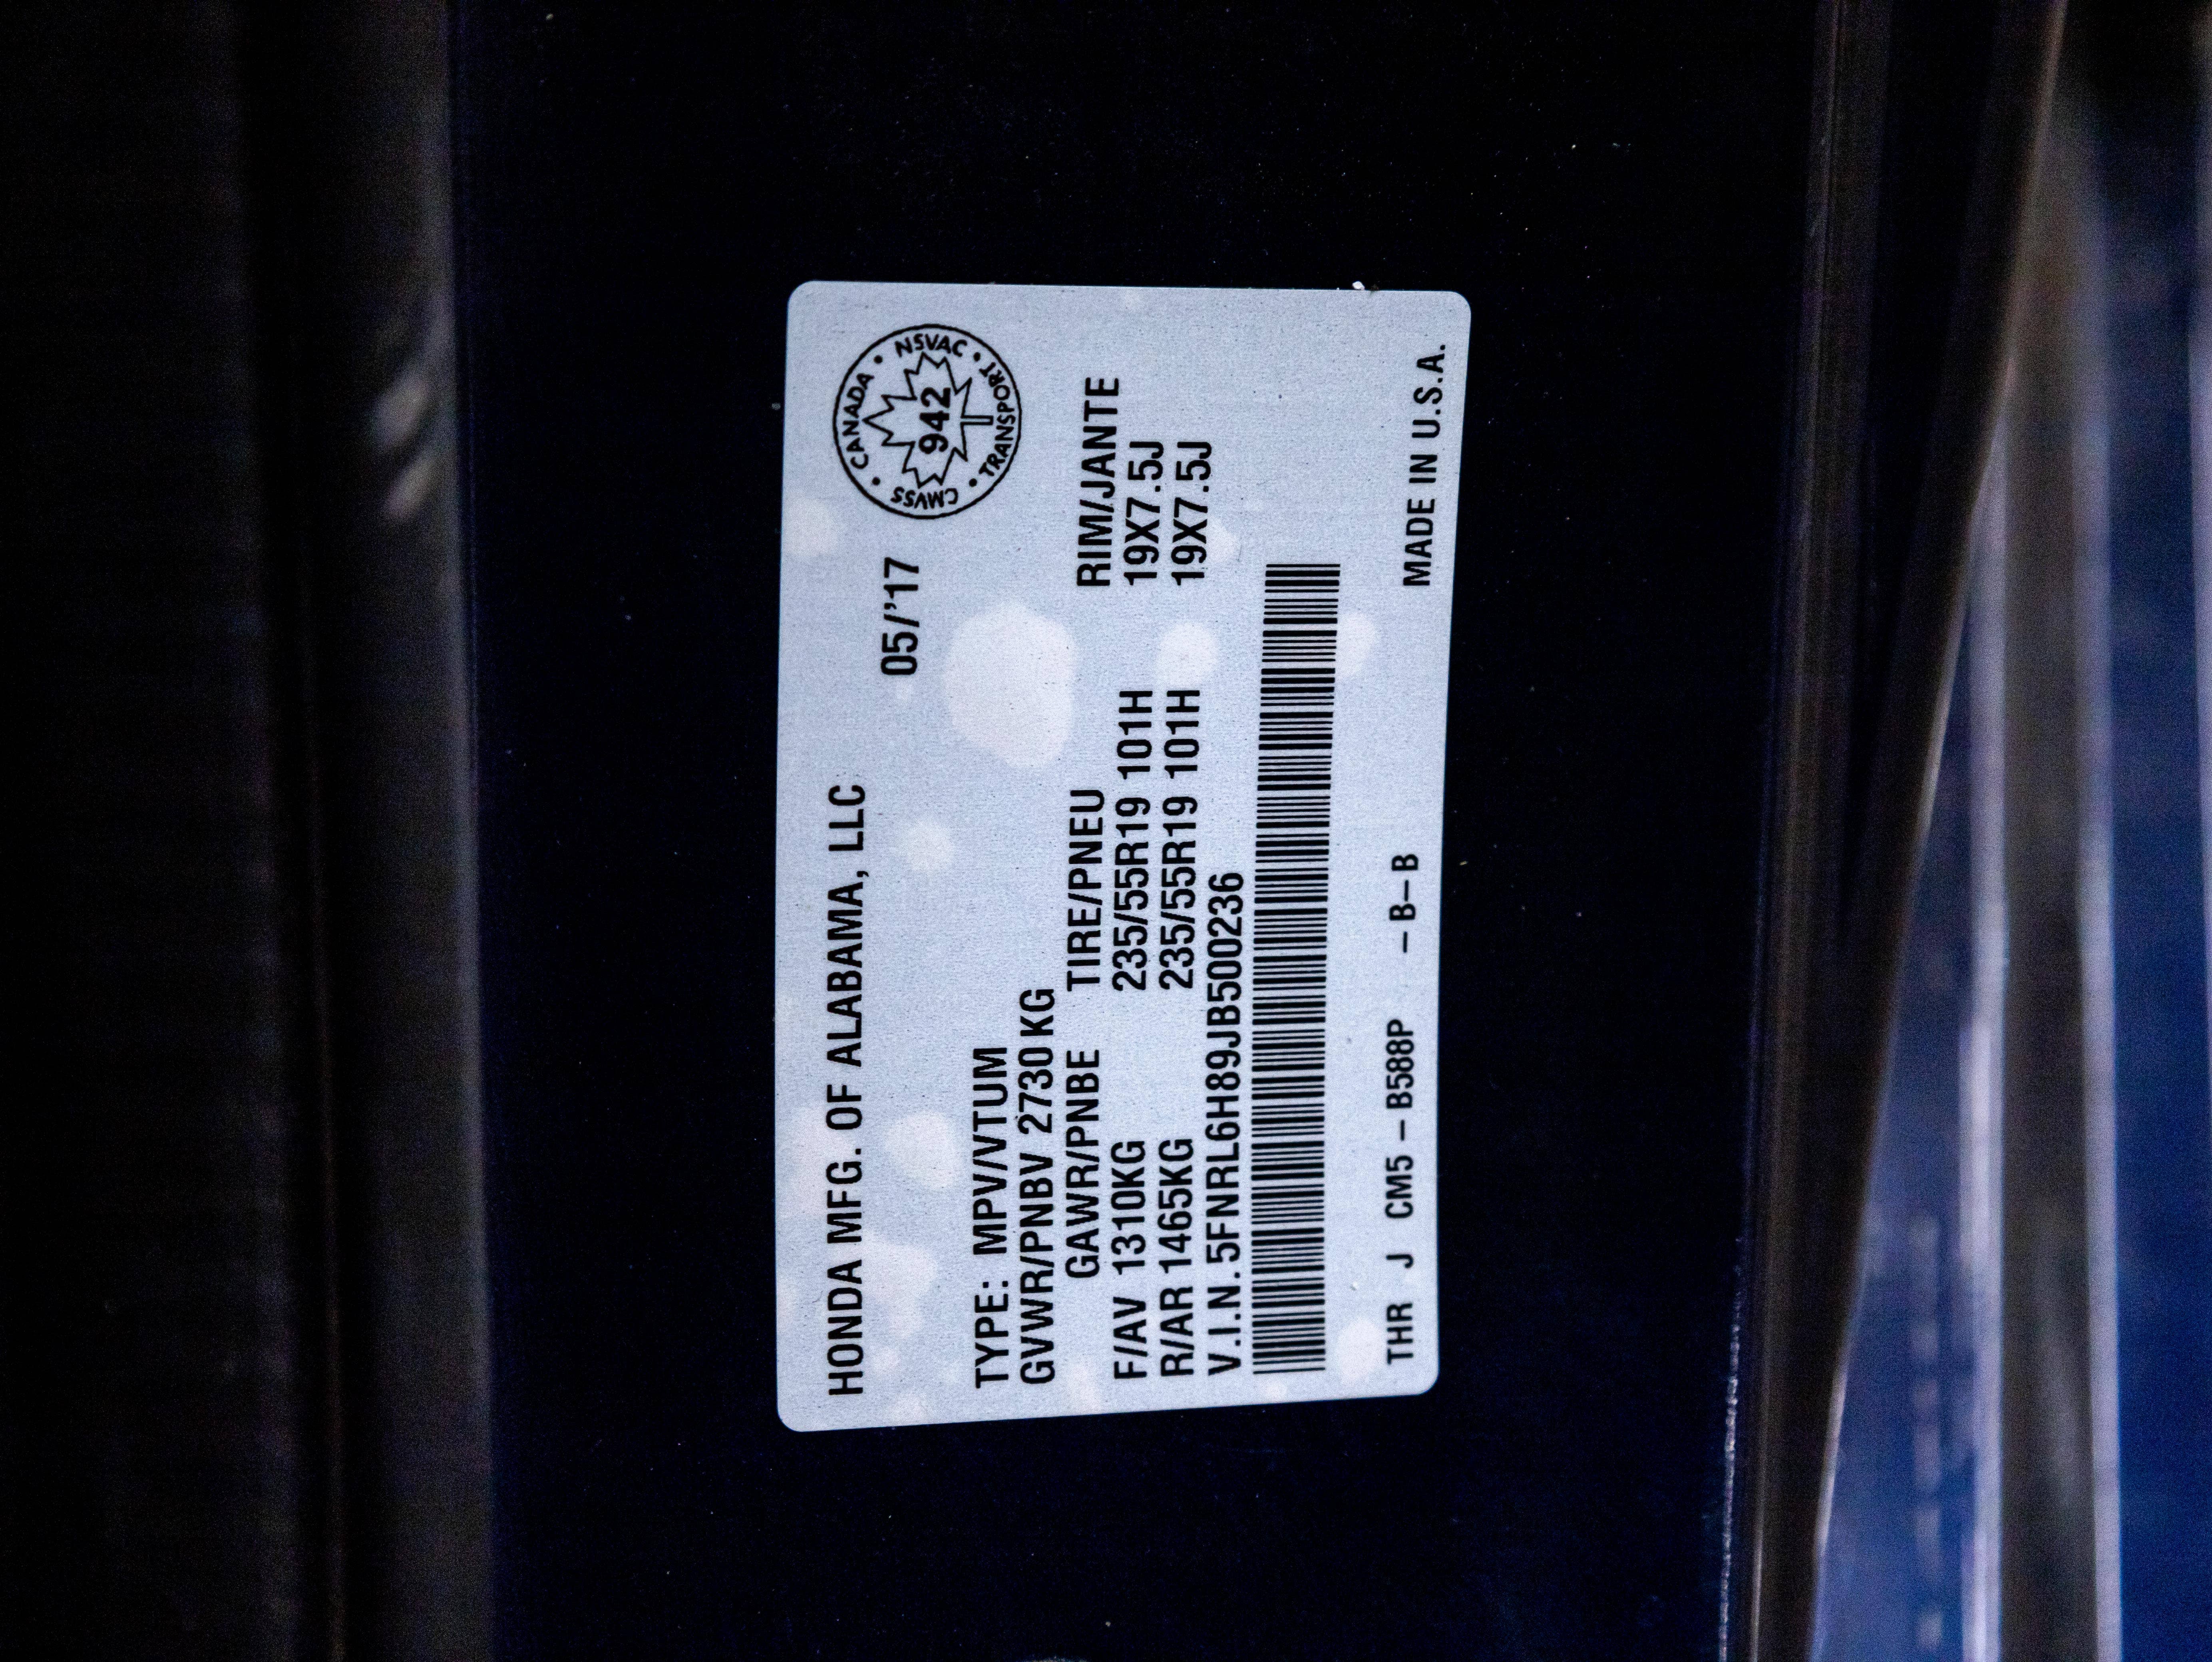 HONDA MFG. OF ALABAMA, LLC
05/'17
CANADA • NSVAC • TRANSPORT • CMVSS •
942
TYPE: MPV/VTUM
GVWR/PNBV 2730KG
GAWR/PNBE TIRE/PNEU RIM/JANTE
F/AV 1310KG 235/55R19 101H 19X7.5J
R/AR 1465KG 235/55R19 101H 19X7.5J
V.I.N.5FNRL6H89JB500236
THR J CM5-B588P -B-B MADE IN U.S.A.